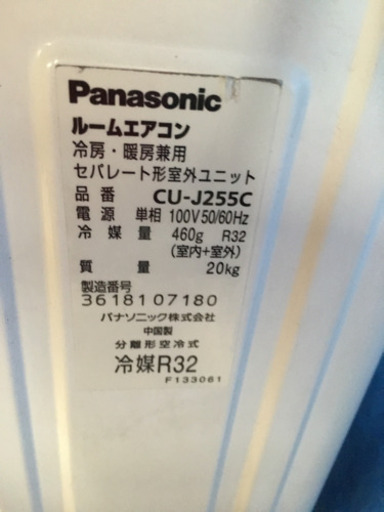 Panasonic
ルームエアコン
冷房・暖房兼用
セパレート形室外ユニット
品番 CU-J255C
電源 単相 100V 50/60Hz
冷媒量 460g R32
(室内+室外)
質量 20kg
製造番号
3618107180
パナソニック株式会社
中国製
分離形空冷式
冷媒R32
F133061